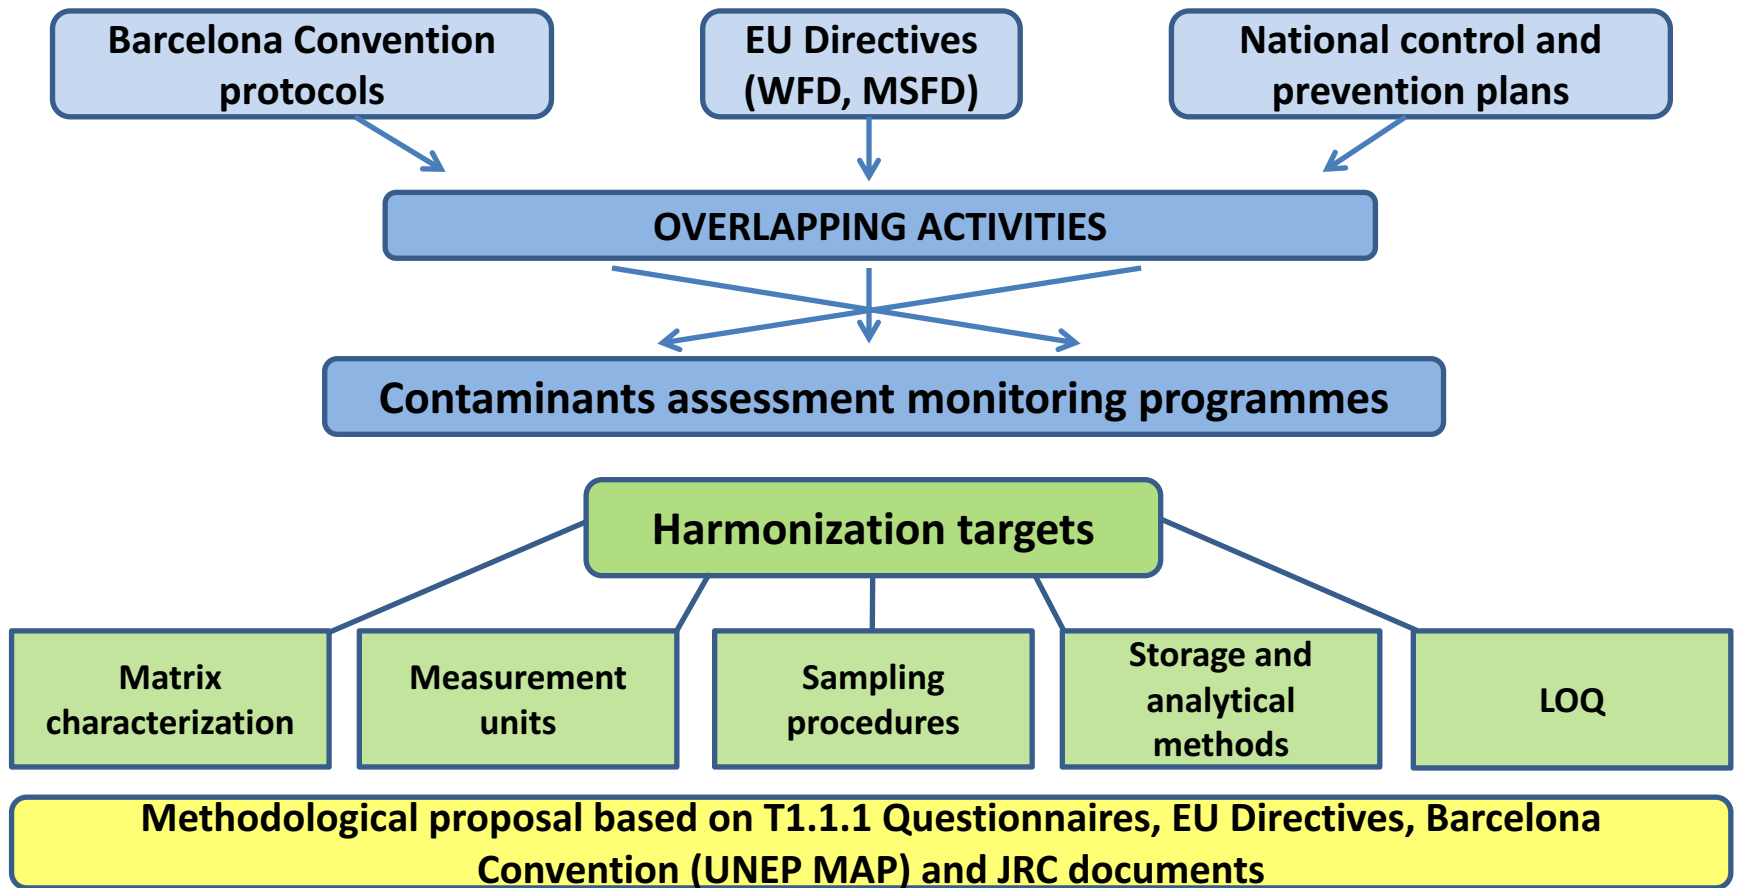 Barcelona Convention
protocols
EU Directives
(WFD, MSFD)
National control and
prevention plans
OVERLAPPING ACTIVITIES
Contaminants assessment monitoring programmes
Harmonization targets
Matrix
characterization
Measurement
units
Sampling
procedures
Storage and
analytical
methods
LOQ
Methodological proposal based on T1.1.1 Questionnaires, EU Directives, Barcelona
Convention (UNEP MAP) and JRC documents